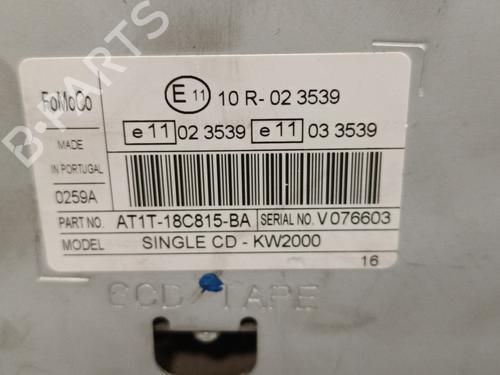 B-PARTS
FoMoCo
MADE
IN PORTUGAL
0259A
E 11 10 R- 02 3539
e 11 02 3539 e 11 03 3539
PART NO. AT1T-18C815-BA SERIAL NO. V076603
MODEL SINGLE CD - KW2000
16
6CD TAPE